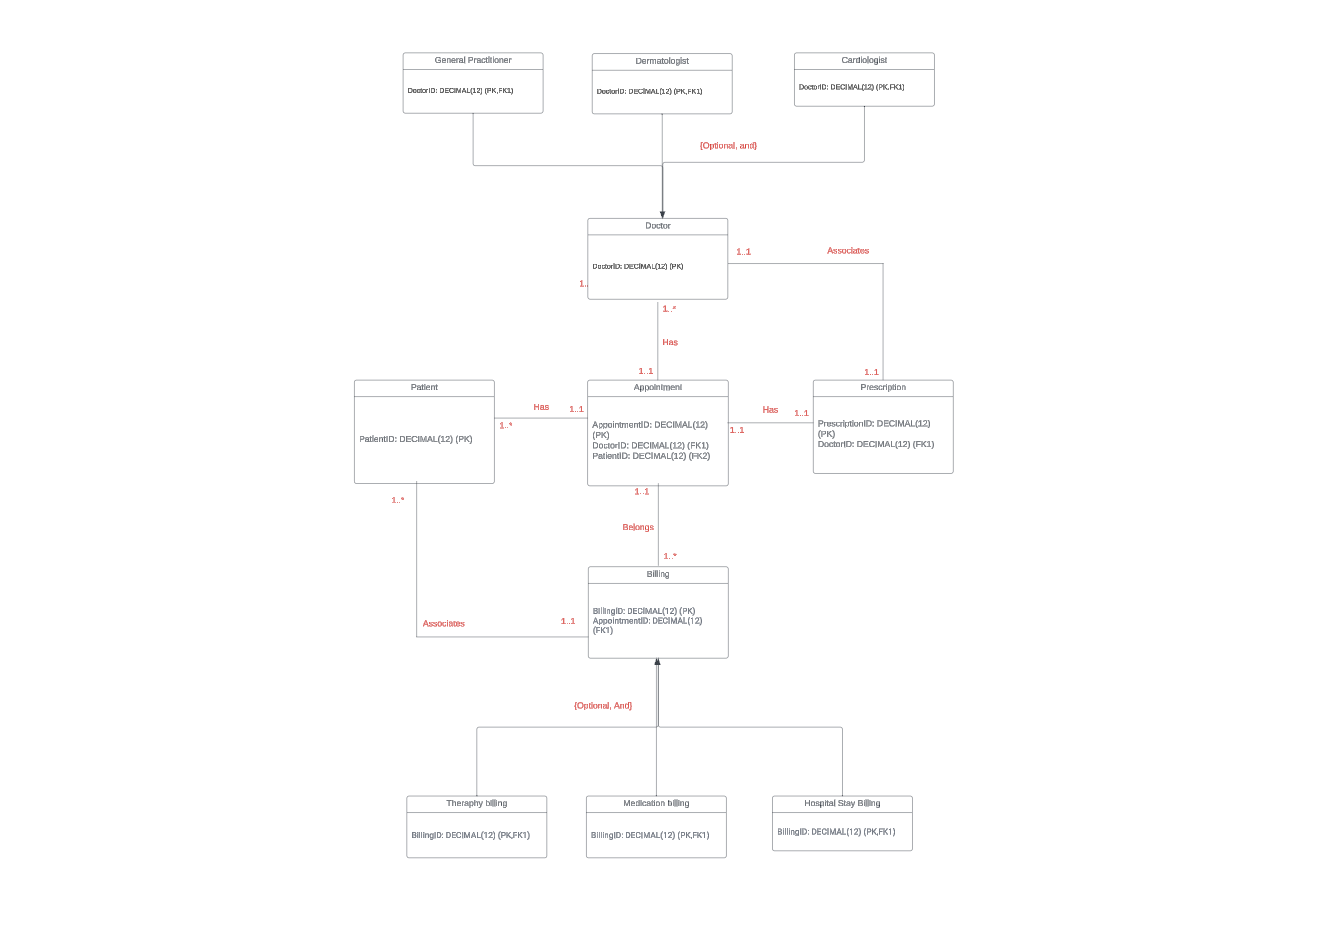 General Practitioner
DoctorID: DECIMAL(12) (PK,FK1)
Dermatologist
DoctorID: DECIMAL(12) (PK,FK1)
Cardiologist
DoctorID: DECIMAL(12) (PK,FK1)
{Optional, and}
Doctor
DoctorID: DECIMAL(12) (PK)
1..1
Associates
1..
1..*
Has
1..1
1..1
Patient
PatientID: DECIMAL(12) (PK)
Has
1..1
1..*
Appointment
AppointmentID: DECIMAL(12)
(PK)
DoctorID: DECIMAL(12) (FK1)
PatientID: DECIMAL(12) (FK2)
Has
1..1
1..1
Prescription
PrescriptionID: DECIMAL(12)
(PK)
DoctorID: DECIMAL(12) (FK1)
1..*
1..1
Belongs
1..*
Billing
BillingID: DECIMAL(12) (PK)
AppointmentID: DECIMAL(12)
(FK1)
Associates
1..1
{Optional, And}
Theraphy billing
BillingID: DECIMAL(12) (PK,FK1)
Medication billing
BillingID: DECIMAL(12) (PK,FK1)
Hospital Stay Billing
BillingID: DECIMAL(12) (PK,FK1)